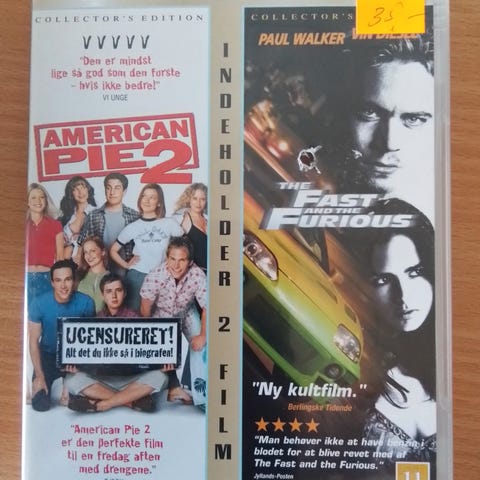 COLLECTOR'S EDITION
VVVVV
"Den er mindst
lige så god som den første
- hvis ikke bedre!"
VI UNGE
AMERICAN
PIE 2
UCENSURERET!
Alt det du ikke så i biografen!
"American Pie 2
er den perfekte film
til en fredag aften
med drengene."
INDEHOLDER 2 FILM
COLLECTOR'S
35,-
PAUL WALKER VIN DIESEL
THE
FAST
AND THE
FURIOUS
"Ny kultfilm."
Berlingske Tidende
★★★★
"Man behøver ikke at have benzin i
blodet for at blive revet med af
The Fast and the Furious."
Jyllands-Posten
11